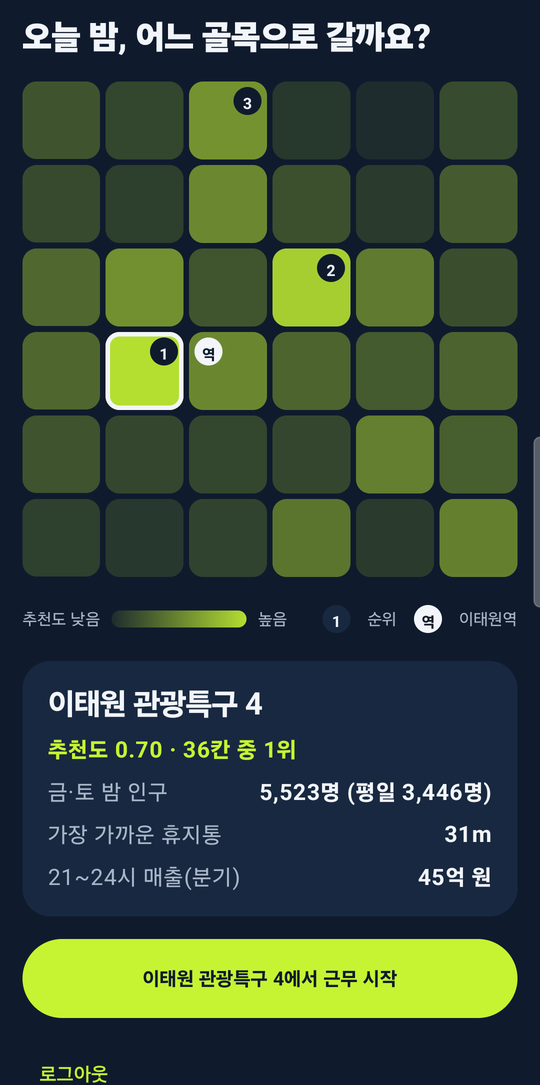 오늘 밤, 어느 골목으로 갈까요?
3
2
1
역
추천도 낮음 높음 1 순위 역 이태원역
이태원 관광특구 4
추천도 0.70 · 36칸 중 1위
금·토 밤 인구 5,523명 (평일 3,446명)
가장 가까운 휴지통 31m
21~24시 매출(분기) 45억 원
이태원 관광특구 4에서 근무 시작
로그아웃